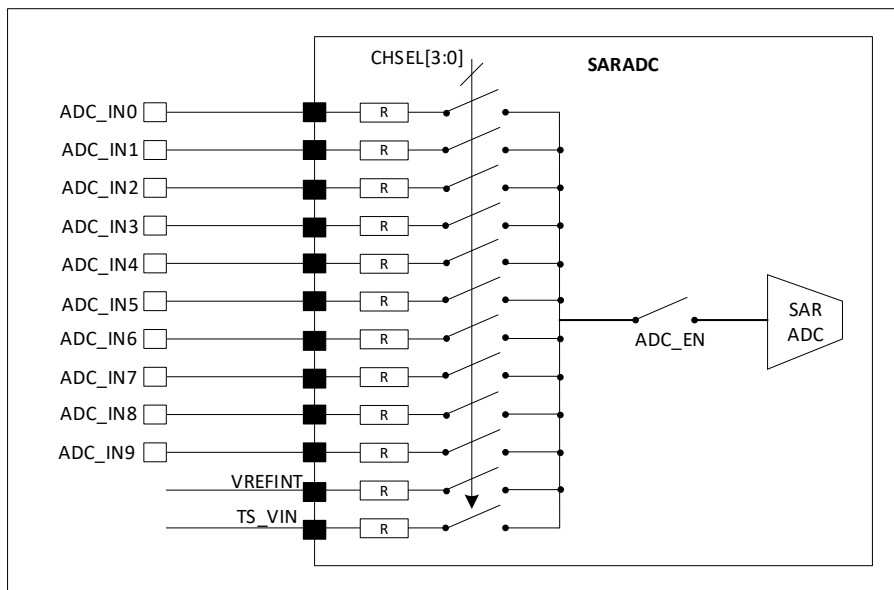 CHSEL[3:0]
SARADC
ADC_IN0
R
ADC_IN1
R
ADC_IN2
R
ADC_IN3
R
ADC_IN4
R
ADC_IN5
R
ADC_IN6
R
ADC_IN7
R
ADC_IN8
R
ADC_IN9
R
VREFINT
R
TS_VIN
R
ADC_EN
SAR
ADC